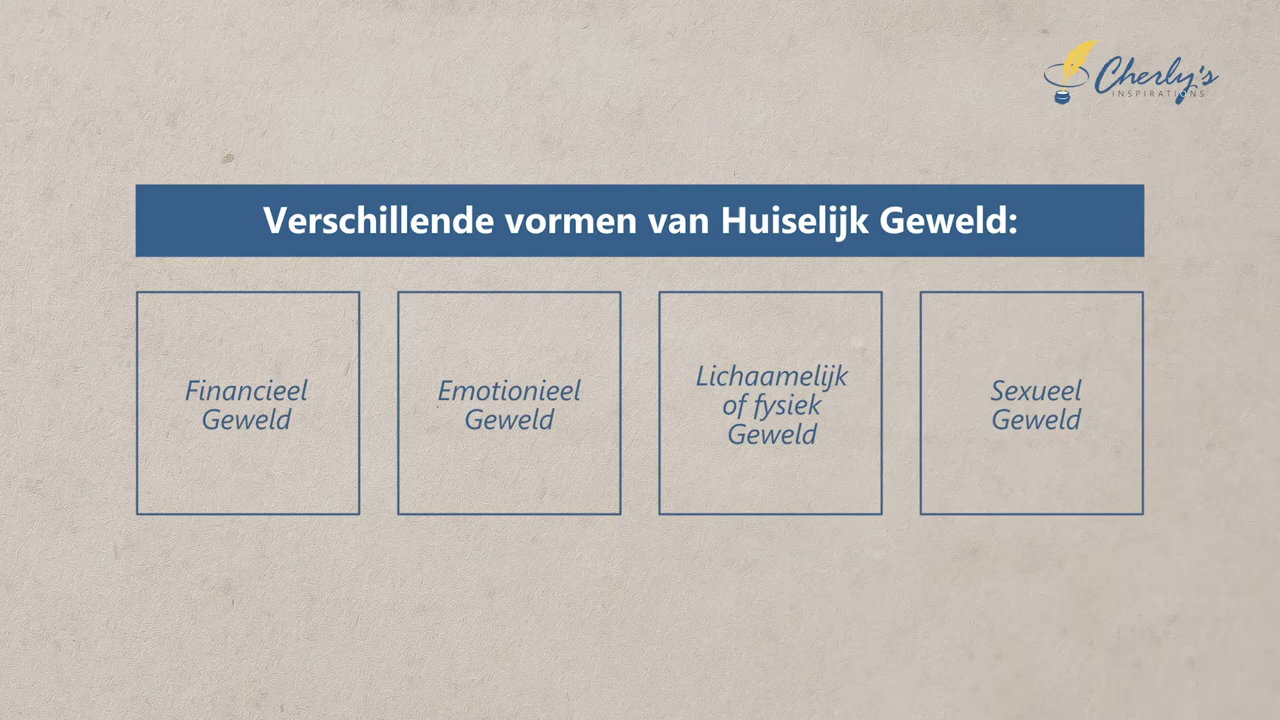 Cherly's
INSPIRATIONS
Verschillende vormen van Huiselijk Geweld:
Financieel
Geweld
Emotionieel
Geweld
Lichaamelijk
of fysiek
Geweld
Sexueel
Geweld